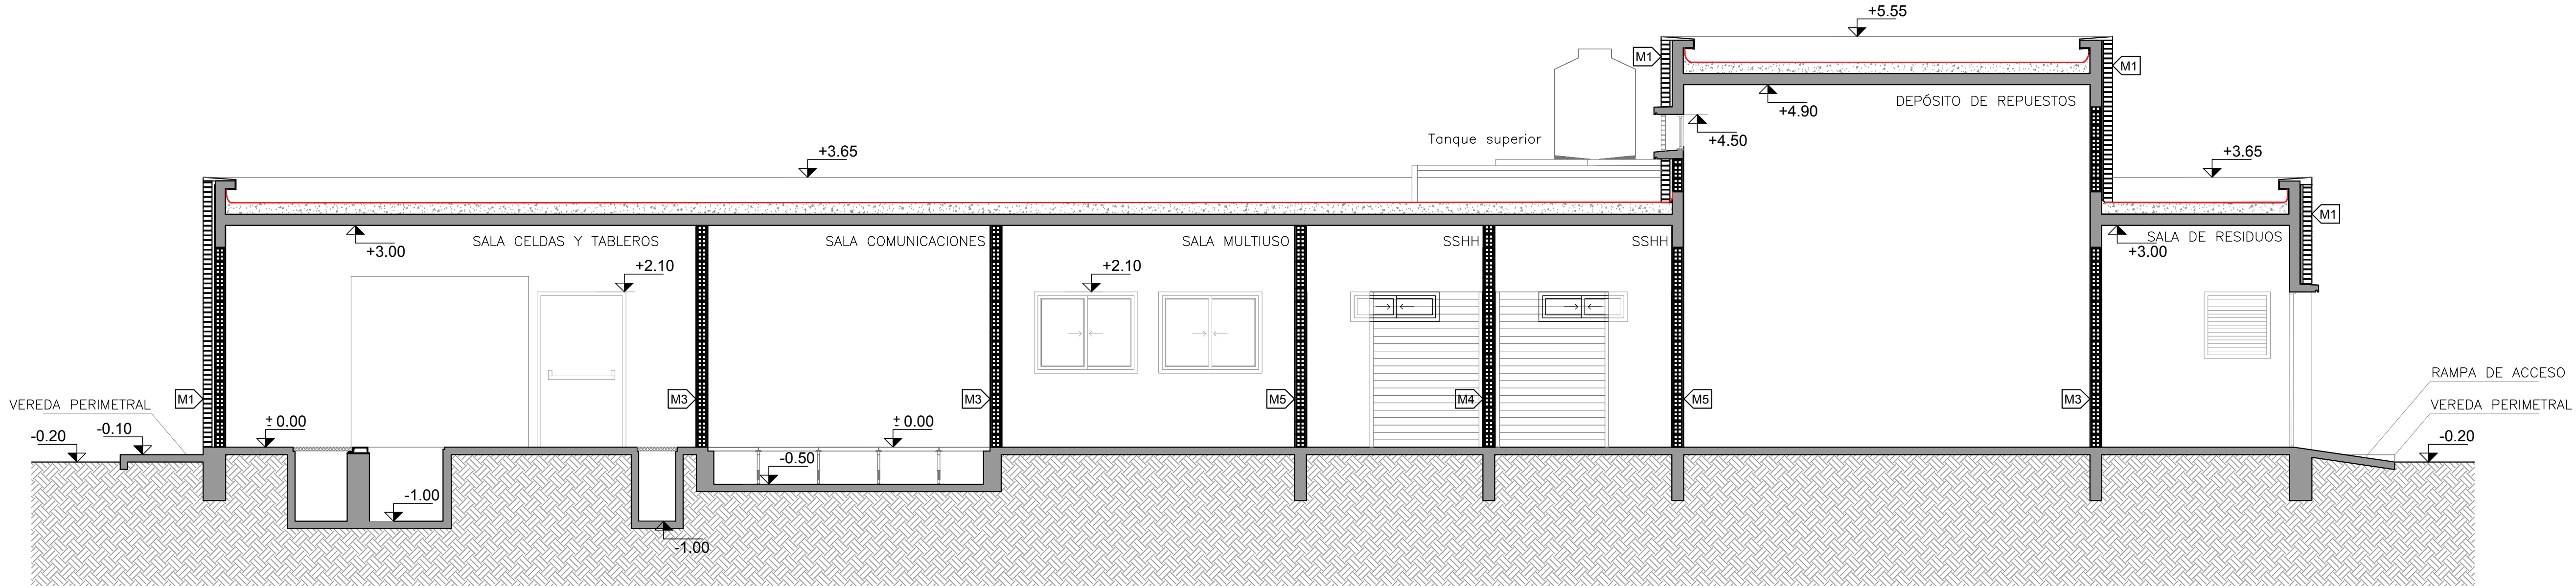 +5.55
M1
M1
DEPÓSITO DE REPUESTOS
+4.90
+4.50
Tanque superior
+3.65
+3.65
M1
SALA CELDAS Y TABLEROS
SALA COMUNICACIONES
SALA MULTIUSO
SSHH
SSHH
SALA DE RESIDUOS
+3.00
+3.00
+2.10
+2.10
RAMPA DE ACCESO
M1
M3
M3
M5
M4
M5
M3
VEREDA PERIMETRAL
VEREDA PERIMETRAL
± 0.00
± 0.00
-0.20
-0.10
-0.20
-0.50
-1.00
-1.00